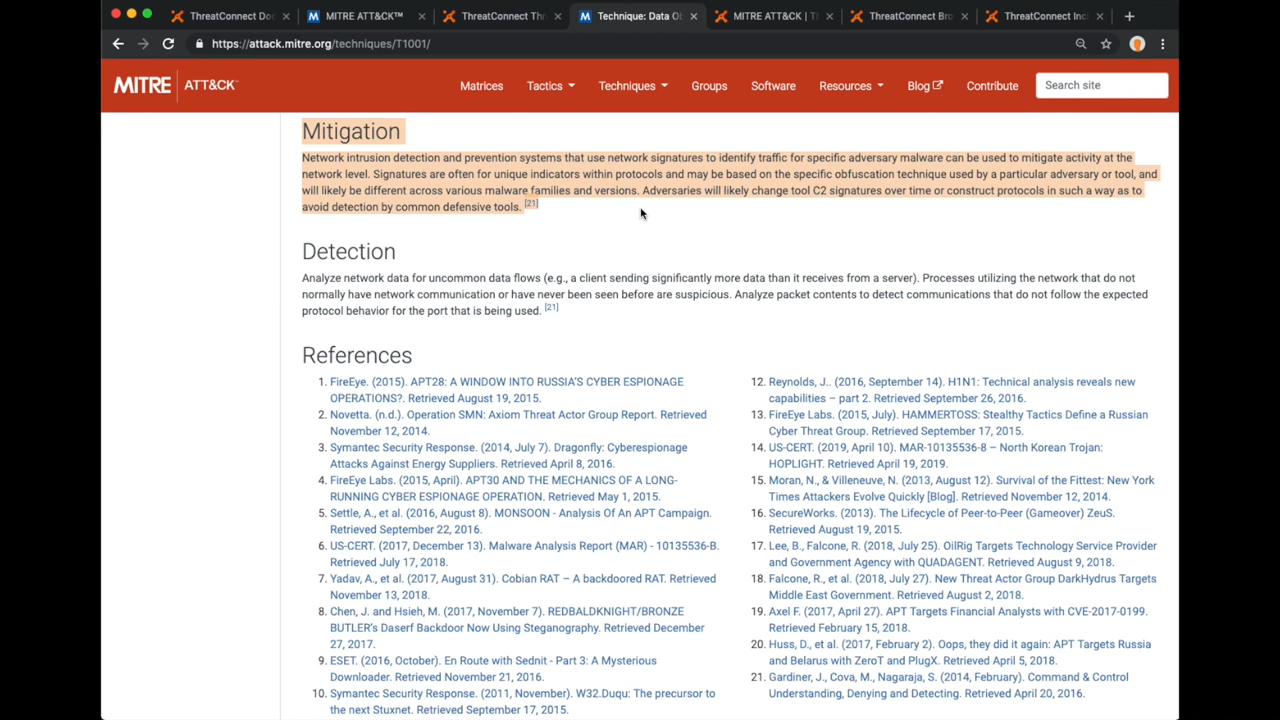 ThreatConnect Doc
MITRE ATT&CK™
ThreatConnect Thr
Technique: Data Ob
MITRE ATT&CK | T
ThreatConnect Bro
ThreatConnect Inc
https://attack.mitre.org/techniques/T1001/
MITRE | ATT&CK™
Matrices
Tactics
Techniques
Groups
Software
Resources
Blog
Contribute
Search site
Mitigation
Network intrusion detection and prevention systems that use network signatures to identify traffic for specific adversary malware can be used to mitigate activity at the
network level. Signatures are often for unique indicators within protocols and may be based on the specific obfuscation technique used by a particular adversary or tool, and
will likely be different across various malware families and versions. Adversaries will likely change tool C2 signatures over time or construct protocols in such a way as to
avoid detection by common defensive tools. [21]
Detection
Analyze network data for uncommon data flows (e.g., a client sending significantly more data than it receives from a server). Processes utilizing the network that do not
normally have network communication or have never been seen before are suspicious. Analyze packet contents to detect communications that do not follow the expected
protocol behavior for the port that is being used. [21]
References
1. FireEye. (2015). APT28: A WINDOW INTO RUSSIA'S CYBER ESPIONAGE
OPERATIONS?. Retrieved August 19, 2015.
2. Novetta. (n.d.). Operation SMN: Axiom Threat Actor Group Report. Retrieved
November 12, 2014.
3. Symantec Security Response. (2014, July 7). Dragonfly: Cyberespionage
Attacks Against Energy Suppliers. Retrieved April 8, 2016.
4. FireEye Labs. (2015, April). APT30 AND THE MECHANICS OF A LONG-
RUNNING CYBER ESPIONAGE OPERATION. Retrieved May 1, 2015.
5. Settle, A., et al. (2016, August 8). MONSOON - Analysis Of An APT Campaign.
Retrieved September 22, 2016.
6. US-CERT. (2017, December 13). Malware Analysis Report (MAR) - 10135536-B.
Retrieved July 17, 2018.
7. Yadav, A., et al. (2017, August 31). Cobian RAT – A backdoored RAT. Retrieved
November 13, 2018.
8. Chen, J. and Hsieh, M. (2017, November 7). REDBALDKNIGHT/BRONZE
BUTLER's Daserf Backdoor Now Using Steganography. Retrieved December
27, 2017.
9. ESET. (2016, October). En Route with Sednit - Part 3: A Mysterious
Downloader. Retrieved November 21, 2016.
10. Symantec Security Response. (2011, November). W32.Duqu: The precursor to
the next Stuxnet. Retrieved September 17, 2015.
12. Reynolds, J.. (2016, September 14). H1N1: Technical analysis reveals new
capabilities – part 2. Retrieved September 26, 2016.
13. FireEye Labs. (2015, July). HAMMERTOSS: Stealthy Tactics Define a Russian
Cyber Threat Group. Retrieved September 17, 2015.
14. US-CERT. (2019, April 10). MAR-10135536-8 – North Korean Trojan:
HOPLIGHT. Retrieved April 19, 2019.
15. Moran, N., & Villeneuve, N. (2013, August 12). Survival of the Fittest: New York
Times Attackers Evolve Quickly [Blog]. Retrieved November 12, 2014.
16. SecureWorks. (2013). The Lifecycle of Peer-to-Peer (Gameover) ZeuS.
Retrieved August 19, 2015.
17. Lee, B., Falcone, R. (2018, July 25). OilRig Targets Technology Service Provider
and Government Agency with QUADAGENT. Retrieved August 9, 2018.
18. Falcone, R., et al. (2018, July 27). New Threat Actor Group DarkHydrus Targets
Middle East Government. Retrieved August 2, 2018.
19. Axel F. (2017, April 27). APT Targets Financial Analysts with CVE-2017-0199.
Retrieved February 15, 2018.
20. Huss, D., et al. (2017, February 2). Oops, they did it again: APT Targets Russia
and Belarus with ZeroT and PlugX. Retrieved April 5, 2018.
21. Gardiner, J., Cova, M., Nagaraja, S. (2014, February). Command & Control
Understanding, Denying and Detecting. Retrieved April 20, 2016.